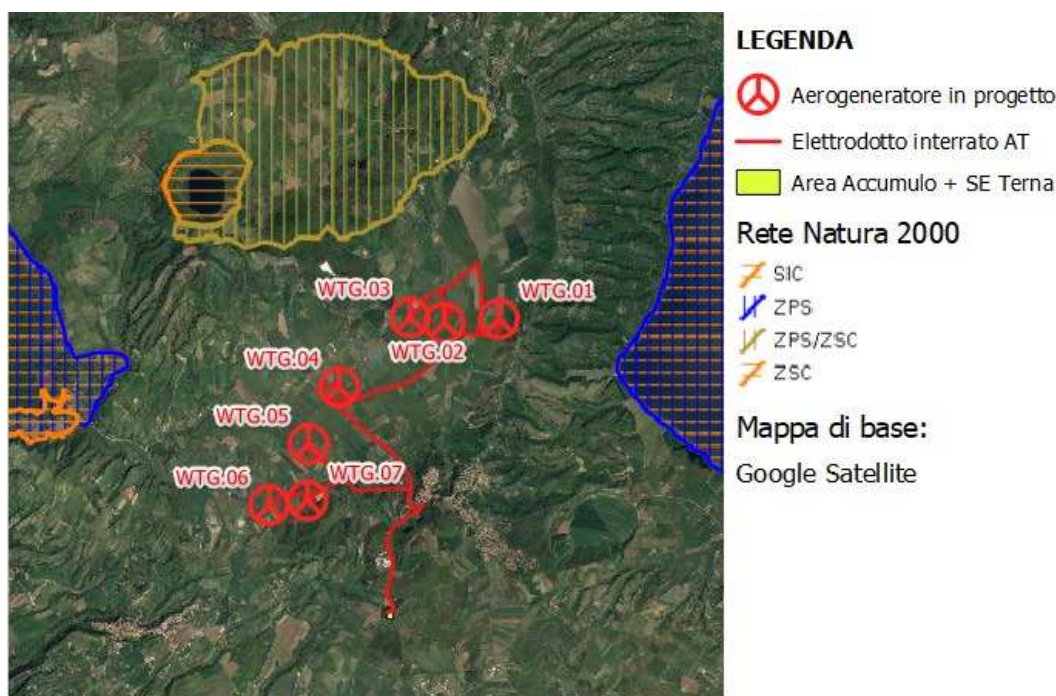 LEGENDA
Aerogeneratore in progetto
Elettrodotto interrato AT
Area Accumulo + SE Terna
Rete Natura 2000
SIC
ZPS
ZPS/ZSC
ZSC
Mappa di base:
Google Satellite
WTG.03
WTG.01
WTG.02
WTG.04
WTG.05
WTG.07
WTG.06